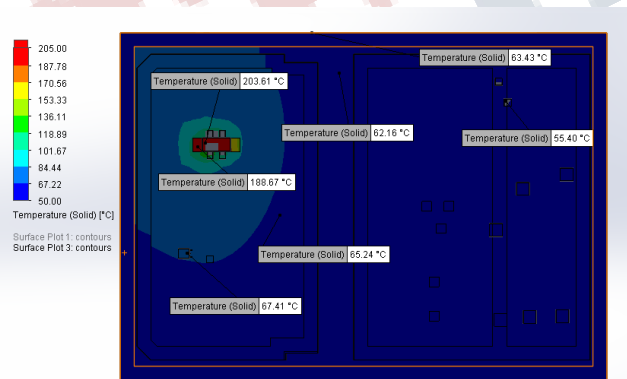 205.00
187.78
170.56
153.33
136.11
118.89
101.67
84.44
67.22
50.00
Temperature (Solid) [°C]
Surface Plot 1: contours
Surface Plot 3: contours
Temperature (Solid) 63.43 °C
Temperature (Solid) 203.61 °C
Temperature (Solid) 62.16 °C
Temperature (Solid) 55.40 °C
Temperature (Solid) 188.67 °C
Temperature (Solid) 65.24 °C
Temperature (Solid) 67.41 °C